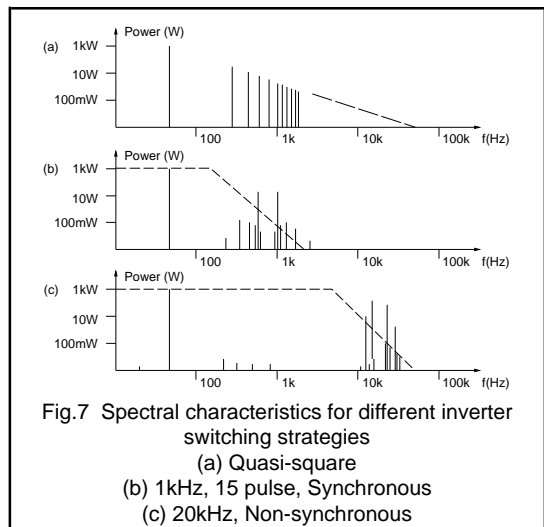 (a) Power (W)
1kW
10W
100mW
100 1k 10k 100k f(Hz)
(b) Power (W)
1kW
10W
100mW
100 1k 10k 100k f(Hz)
(c) Power (W)
1kW
10W
100mW
100 1k 10k 100k f(Hz)
Fig.7 Spectral characteristics for different inverter
switching strategies
(a) Quasi-square
(b) 1kHz, 15 pulse, Synchronous
(c) 20kHz, Non-synchronous